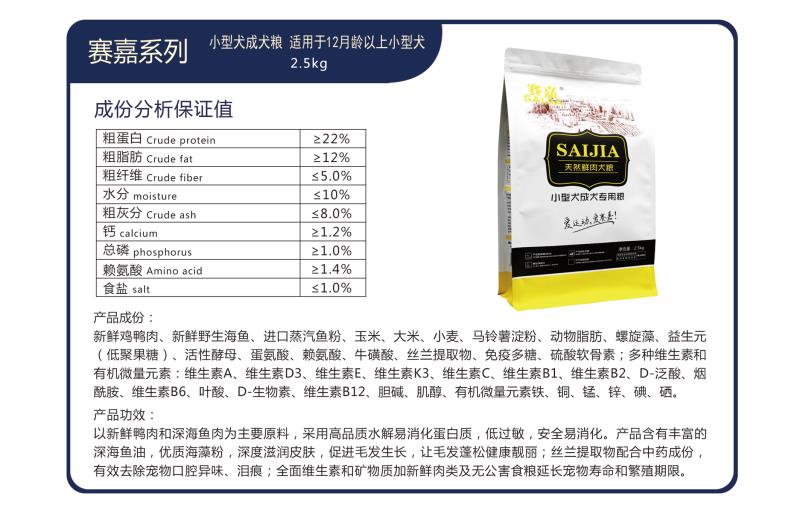 赛嘉系列
小型犬成犬粮 适用于12月龄以上小型犬
2.5kg
成份分析保证值
粗蛋白 Crude protein ≥22%
粗脂肪 Crude fat ≥12%
粗纤维 Crude fiber ≤5.0%
水分 moisture ≤10%
粗灰分 Crude ash ≤8.0%
钙 calcium ≥1.2%
总磷 phosphorus ≥1.0%
赖氨酸 Amino acid ≥1.4%
食盐 salt ≤1.0%
赛嘉®
SAIJIA
SAIJIA
天然鲜肉犬粮
小型犬成犬专用粮
爱运动,爱赛嘉!
净含量:2.5kg
产品成份:
新鲜鸡鸭肉、新鲜野生海鱼、进口蒸汽鱼粉、玉米、大米、小麦、马铃薯淀粉、动物脂肪、螺旋藻、益生元
(低聚果糖)、活性酵母、蛋氨酸、赖氨酸、牛磺酸、丝兰提取物、免疫多糖、硫酸软骨素;多种维生素和
有机微量元素:维生素A、维生素D3、维生素E、维生素K3、维生素C、维生素B1、维生素B2、D-泛酸、烟
酰胺、维生素B6、叶酸、D-生物素、维生素B12、胆碱、肌醇、有机微量元素铁、铜、锰、锌、碘、硒。
产品功效:
以新鲜鸭肉和深海鱼肉为主要原料，采用高品质水解易消化蛋白质，低过敏，安全易消化。产品含有丰富的
深海鱼油，优质海藻粉，深度滋润皮肤，促进毛发生长，让毛发蓬松健康靓丽；丝兰提取物配合中药成份，
有效去除宠物口腔异味、泪痕；全面维生素和矿物质加新鲜肉类及无公害食粮延长宠物寿命和繁殖期限。